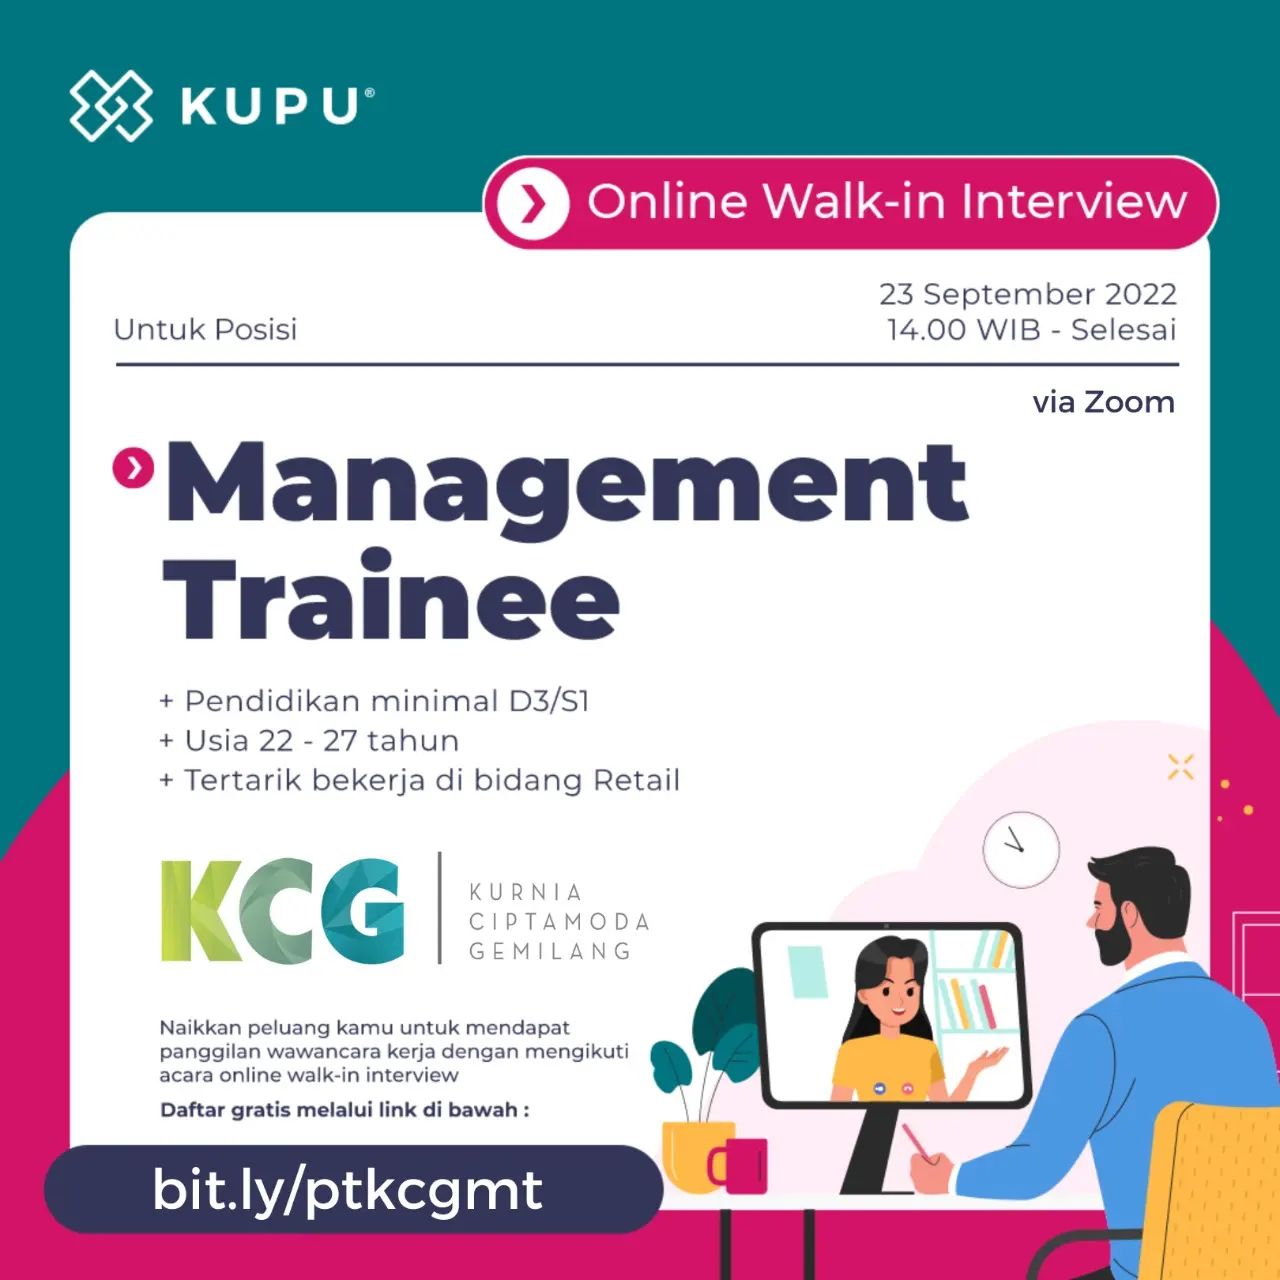 KUPU®
Online Walk-in Interview
23 September 2022
Untuk Posisi
14.00 WIB - Selesai
via Zoom
Management
Trainee
+ Pendidikan minimal D3/S1
+ Usia 22 - 27 tahun
+ Tertarik bekerja di bidang Retail
KCG
KURNIA
CIPTAMODA
GEMILANG
Naikkan peluang kamu untuk mendapat
panggilan wawancara kerja dengan mengikuti
acara online walk-in interview
Daftar gratis melalui link di bawah :
bit.ly/ptkcgmt